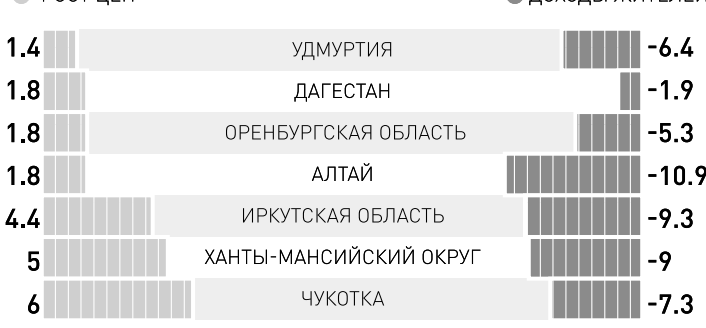 1.4 УДМУРТИЯ -6.4
1.8 ДАГЕСТАН -1.9
1.8 ОРЕНБУРГСКАЯ ОБЛАСТЬ -5.3
1.8 АЛТАЙ -10.9
4.4 ИРКУТСКАЯ ОБЛАСТЬ -9.3
5 ХАНТЫ-МАНСИЙСКИЙ ОКРУГ -9
6 ЧУКОТКА -7.3